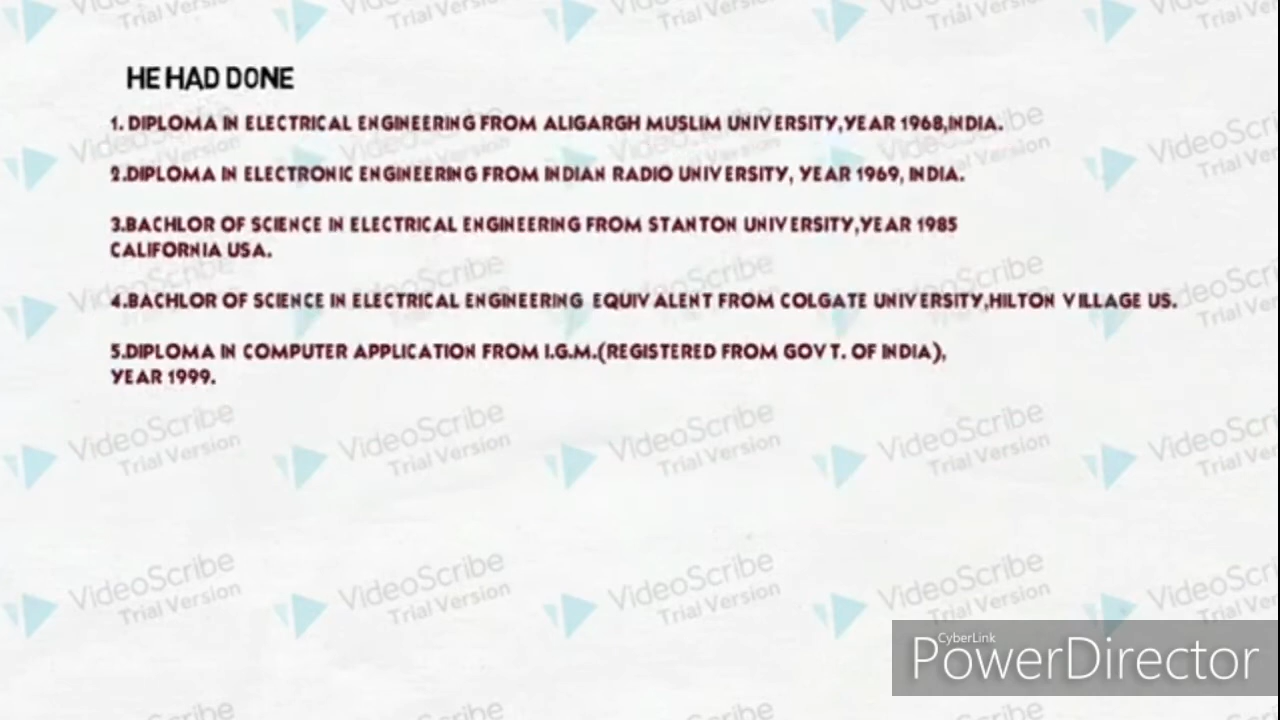 HE HAD DONE
1. DIPLOMA IN ELECTRICAL ENGINEERING FROM ALIGARGH MUSLIM UNIVERSITY,YEAR 1968,INDIA.
2.DIPLOMA IN ELECTRONIC ENGINEERING FROM INDIAN RADIO UNIVERSITY, YEAR 1969, INDIA.
3.BACHLOR OF SCIENCE IN ELECTRICAL ENGINEERING FROM STANTON UNIVERSITY,YEAR 1985
CALIFORNIA USA.
4.BACHLOR OF SCIENCE IN ELECTRICAL ENGINEERING EQUIVALENT FROM COLGATE UNIVERSITY,HILTON VILLAGE US.
5.DIPLOMA IN COMPUTER APPLICATION FROM I.G.M.(REGISTERED FROM GOVT. OF INDIA),
YEAR 1999.
VideoScribe
Trial Version
CyberLink
PowerDirector